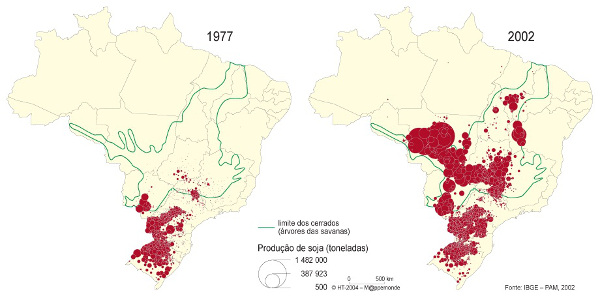 1977
2002
limite dos cerrados
(árvores das savanas)
Produção de soja (toneladas)
1 482 000
387 923
500
0 500 km
© HT-2004 – M@ppemonde
Fonte: IBGE – PAM, 2002